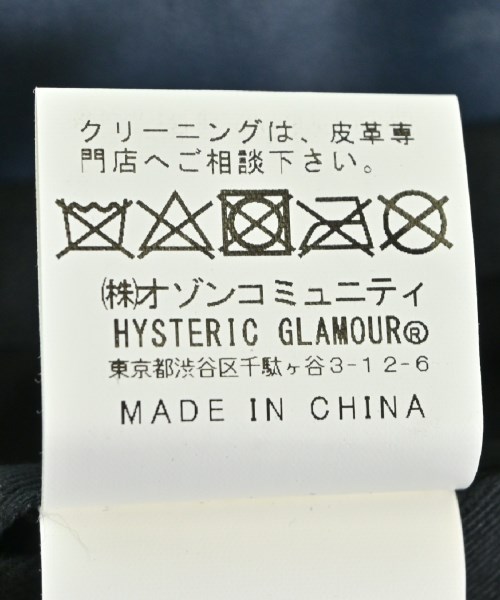 クリーニングは、皮革専
門店へご相談下さい。
㈱オゾンコミュニティ
HYSTERIC GLAMOUR®
東京都渋谷区千駄ヶ谷3-12-6
MADE IN CHINA